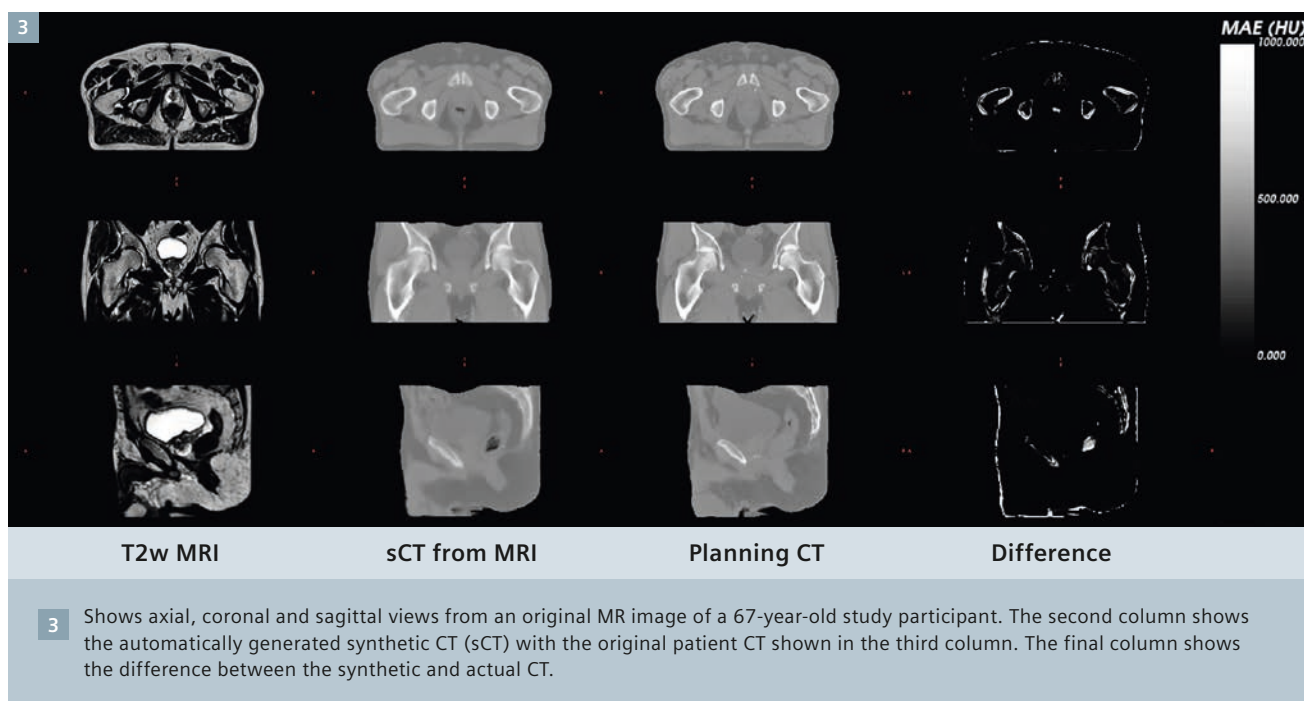 3
MAE (HU)
1000.000
500.000
0.000
T2w MRI
sCT from MRI
Planning CT
Difference
3
Shows axial, coronal and sagittal views from an original MR image of a 67-year-old study participant. The second column shows
the automatically generated synthetic CT (sCT) with the original patient CT shown in the third column. The final column shows
the difference between the synthetic and actual CT.